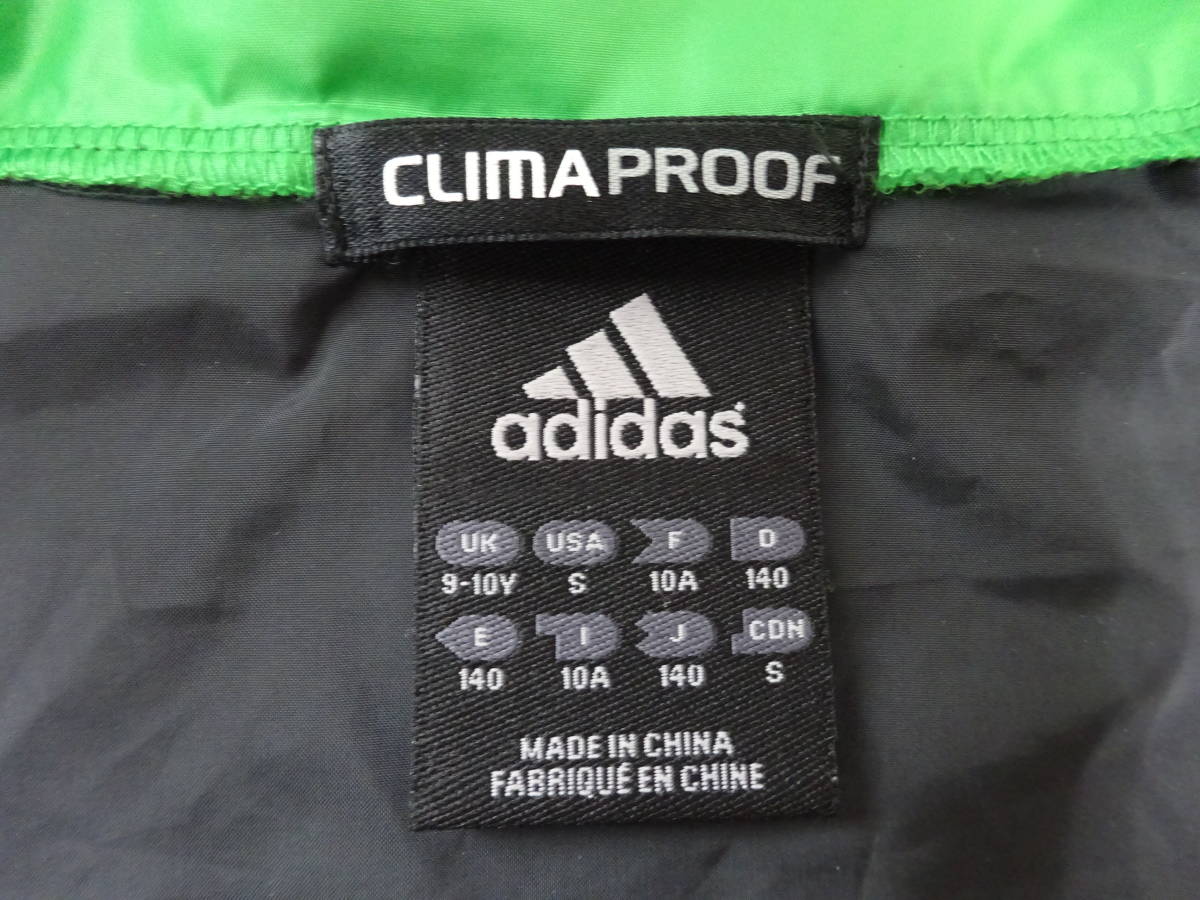 CLIMAPROOF
adidas
UK USA F D
9-10Y S 10A 140
E I J CDN
140 10A 140 S
MADE IN CHINA
FABRIQUÉ EN CHINE